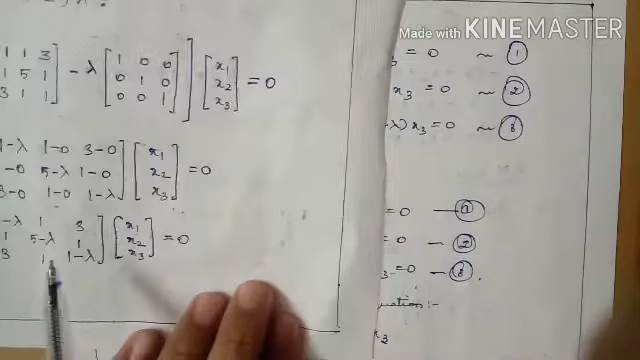 Made with KINEMASTER
1 1 3
1 5 1
3 1 1
- λ
1 0 0
0 1 0
0 0 1
x₁
x₂
x₃
= 0
1-λ 1-0 3-0
-0 5-λ 1-0
3-0 1-0 1-λ
x₁
x₂
x₃
= 0
-λ 1 3
1 5-λ 1
3 1 1-λ
x₁
x₂
x₃
= 0
₃ = 0 ~ 1
x₃ = 0 ~ 2
-λ) x₃ = 0 ~ 3
= 0 —
= 0 - 2
₃ = 0 - 3.
quation:-
x₃